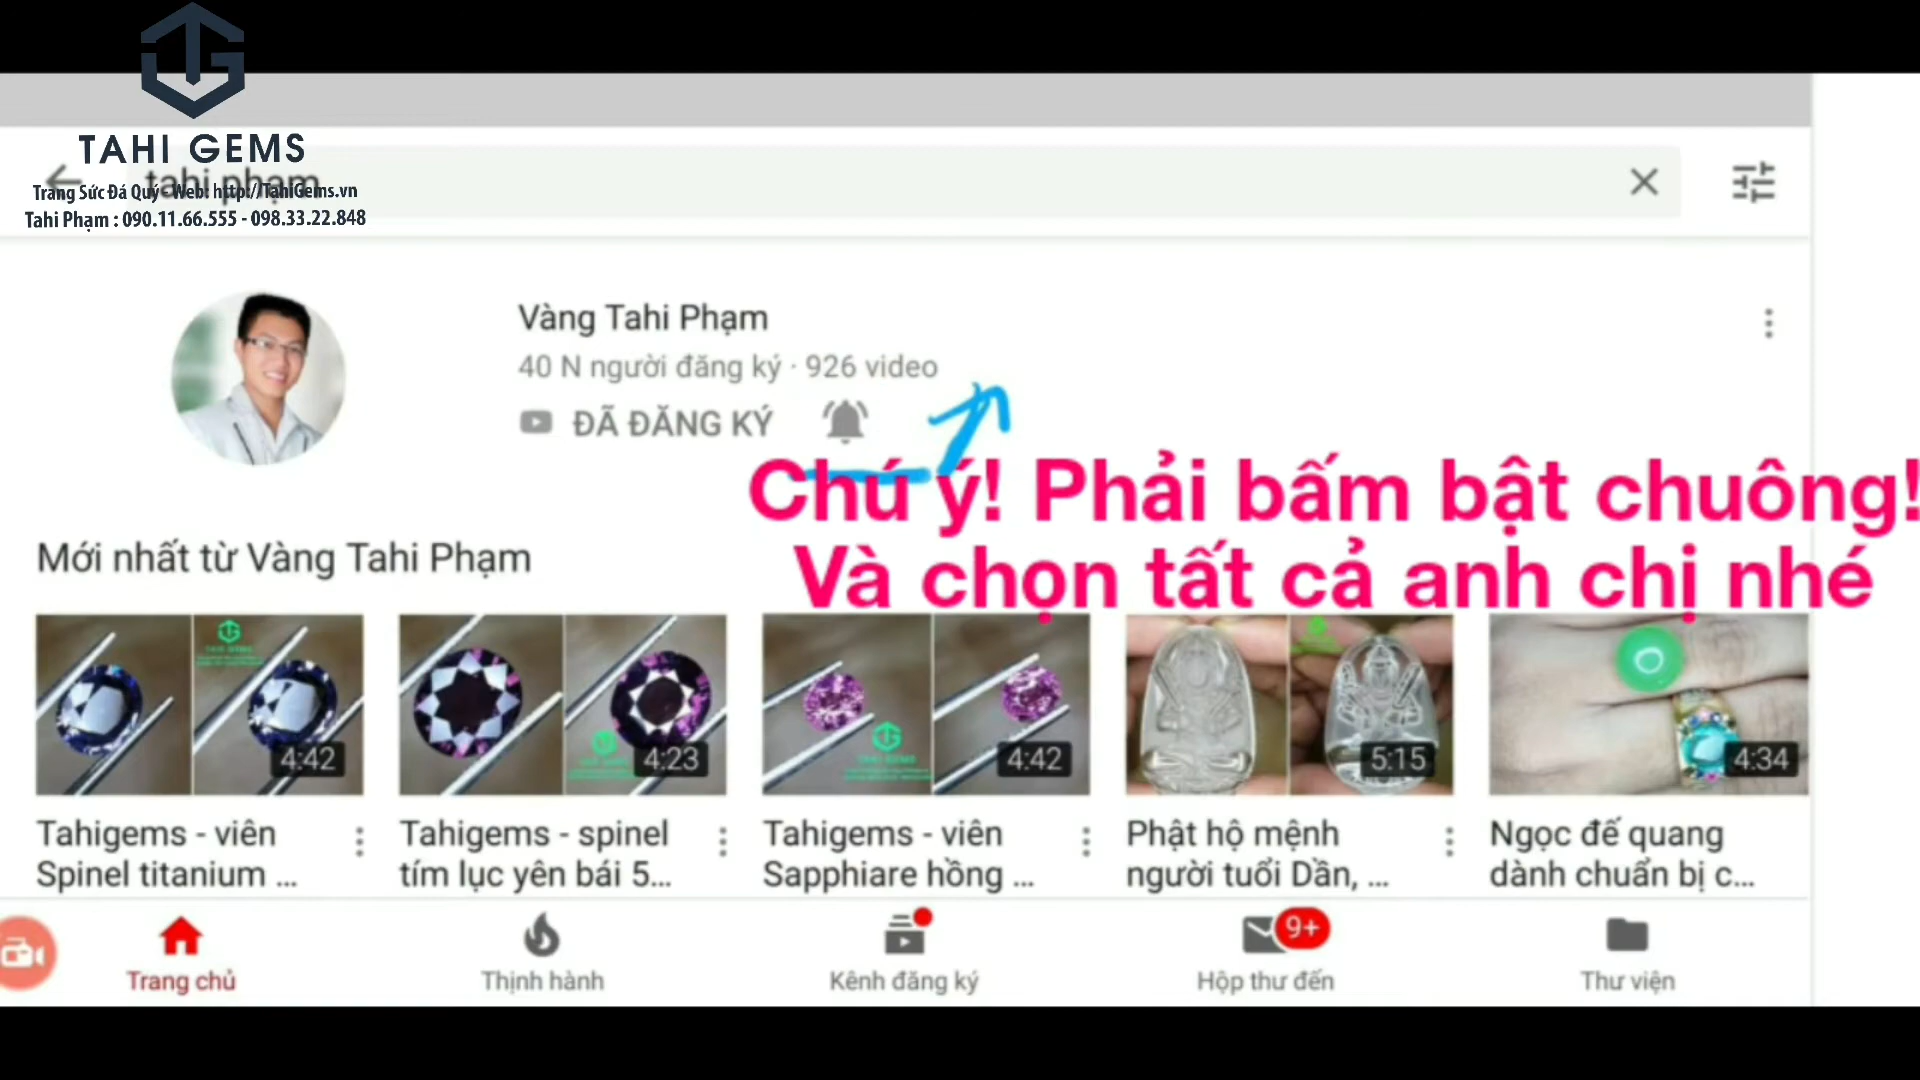 TAHI GEMS
tahi phạm
Trang Sức Đá Quý - Web: http://TahiGems.vn
Tahi Phạm : 090.11.66.555 - 098.33.22.848
Vàng Tahi Phạm
40 N người đăng ký · 926 video
ĐÃ ĐĂNG KÝ
Chú ý! Phải bấm bật chuông!
Và chọn tất cả anh chị nhé
Mới nhất từ Vàng Tahi Phạm
4:42
4:23
TAHI GEMS
4:42
5:15
4:34
Tahigems - viên
Spinel titanium ...
Tahigems - spinel
tím lục yên bái 5...
Tahigems - viên
Sapphiare hồng ...
Phật hộ mệnh
người tuổi Dần, ...
Ngọc đế quang
dành chuẩn bị c...
9+
Trang chủ
Thịnh hành
Kênh đăng ký
Hộp thư đến
Thư viện